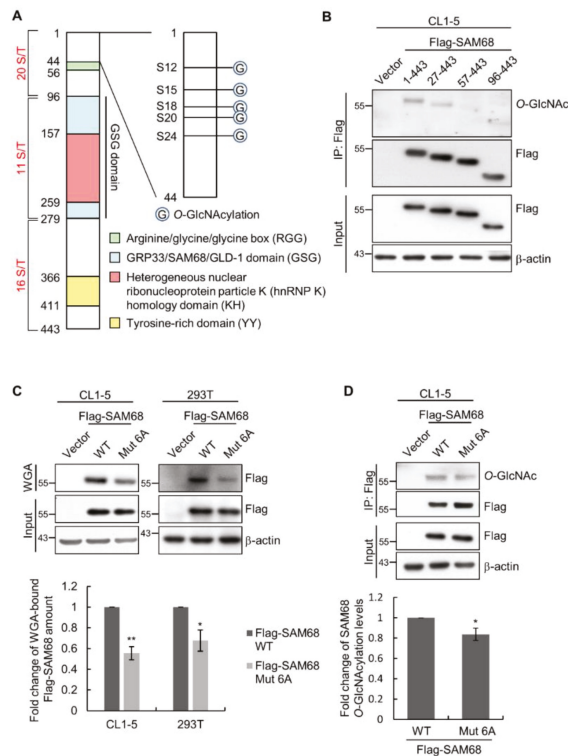 A
20 S/T
11 S/T
16 S/T
1
44
56
96
157
259
279
366
411
443
GSG domain
1
S12 G
S15 G
S18 G
S20 G
S24 G
44
G O-GlcNAcylation
Arginine/glycine/glycine box (RGG)
GRP33/SAM68/GLD-1 domain (GSG)
Heterogeneous nuclear
ribonucleoprotein particle K (hnRNP K)
homology domain (KH)
Tyrosine-rich domain (YY)
B
CL1-5
Flag-SAM68
Vector 1-443 27-443 57-443 96-443
IP: Flag
55 O-GlcNAc
55 Flag
Input
55 Flag
43 β-actin
C
CL1-5 293T
Flag-SAM68 Flag-SAM68
Vector WT Mut 6A Vector WT Mut 6A
WGA
55 55 Flag
Input
55 55 Flag
43 43 β-actin
Fold change of WGA-bound
Flag-SAM68 amount
1.2
1
0.8
0.6
0.4
0.2
0
** *
CL1-5 293T
Flag-SAM68
WT
Flag-SAM68
Mut 6A
D
CL1-5
Flag-SAM68
Vector WT Mut 6A
IP: Flag
55 O-GlcNAc
55 Flag
Input
55 Flag
43 β-actin
Fold change of SAM68
O-GlcNAcylation levels
1.2
1
0.8
0.6
0.4
0.2
0
*
WT Mut 6A
Flag-SAM68